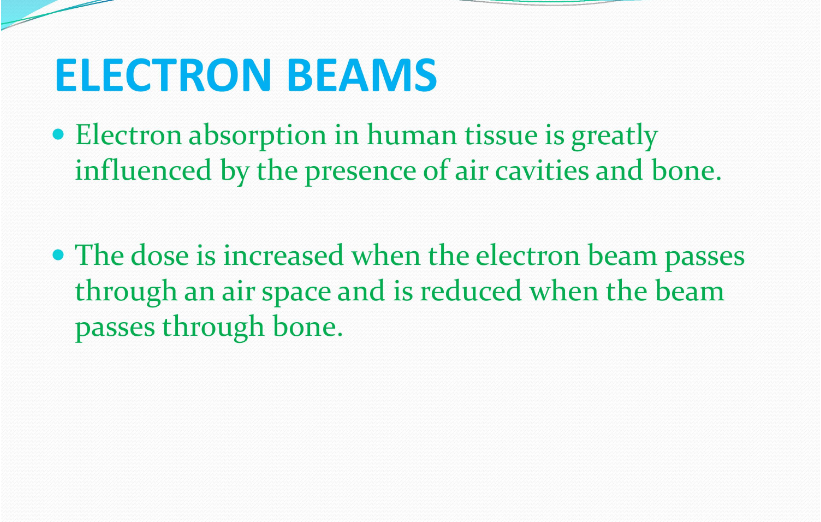 ELECTRON BEAMS
• Electron absorption in human tissue is greatly
influenced by the presence of air cavities and bone.
• The dose is increased when the electron beam passes
through an air space and is reduced when the beam
passes through bone.